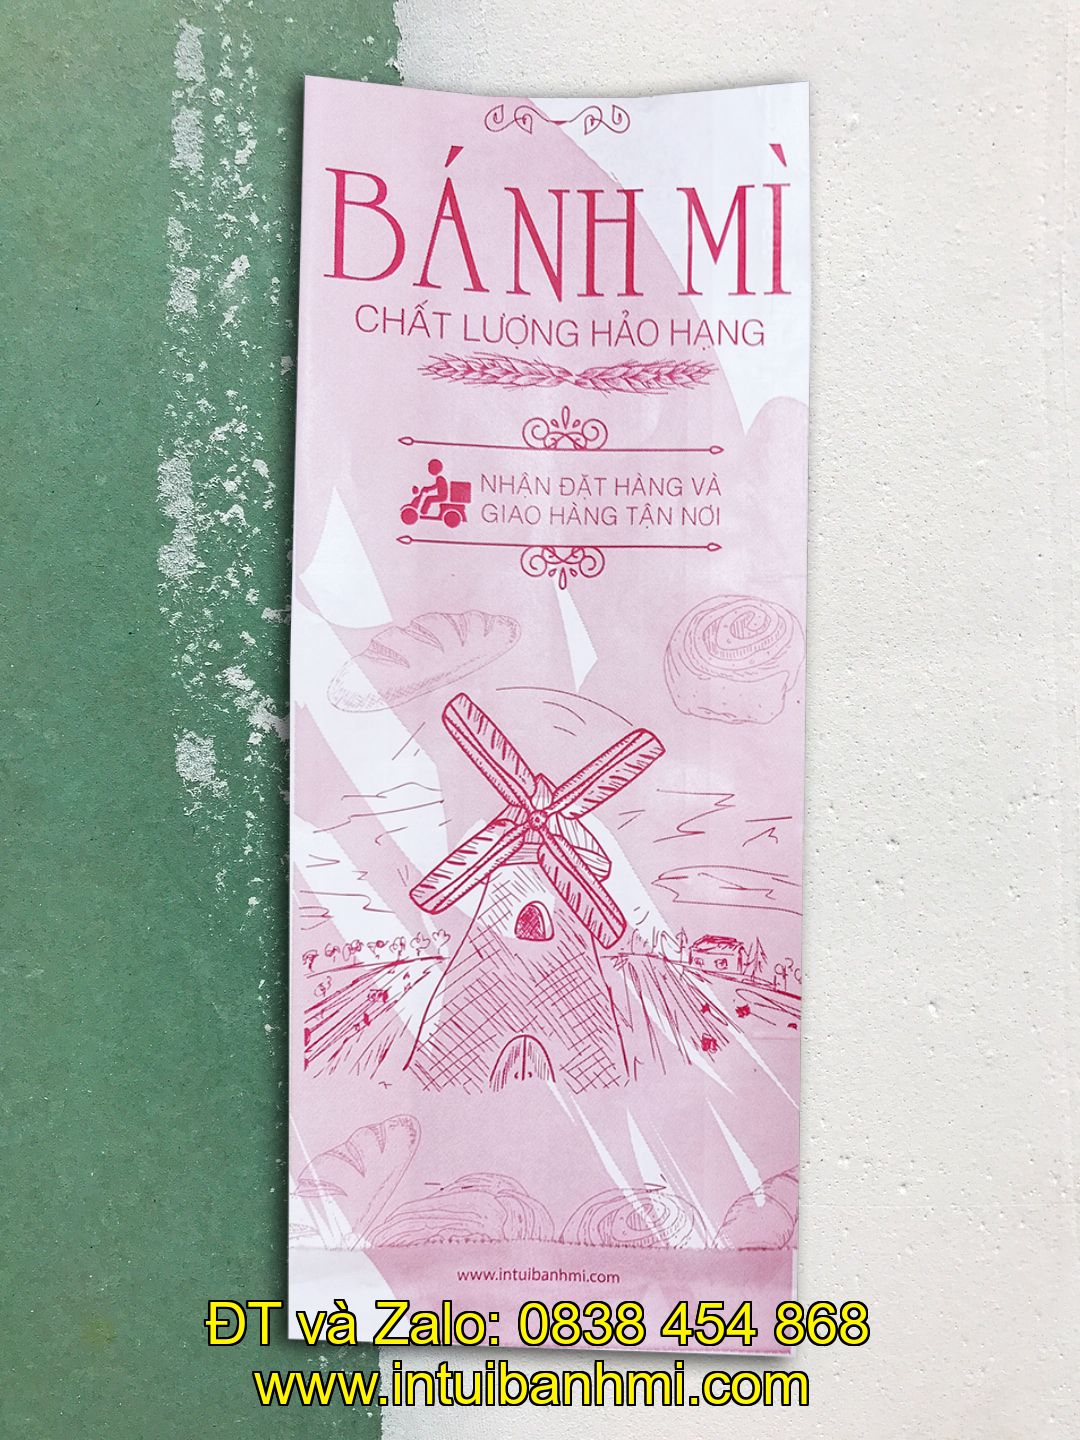 BÁNH MÌ
CHẤT LƯỢNG HẢO HẠNG
NHẬN ĐẶT HÀNG VÀ
GIAO HÀNG TẬN NƠI
www.intuibanhmi.com
ĐT và Zalo: 0838 454 868
www.intuibanhmi.com